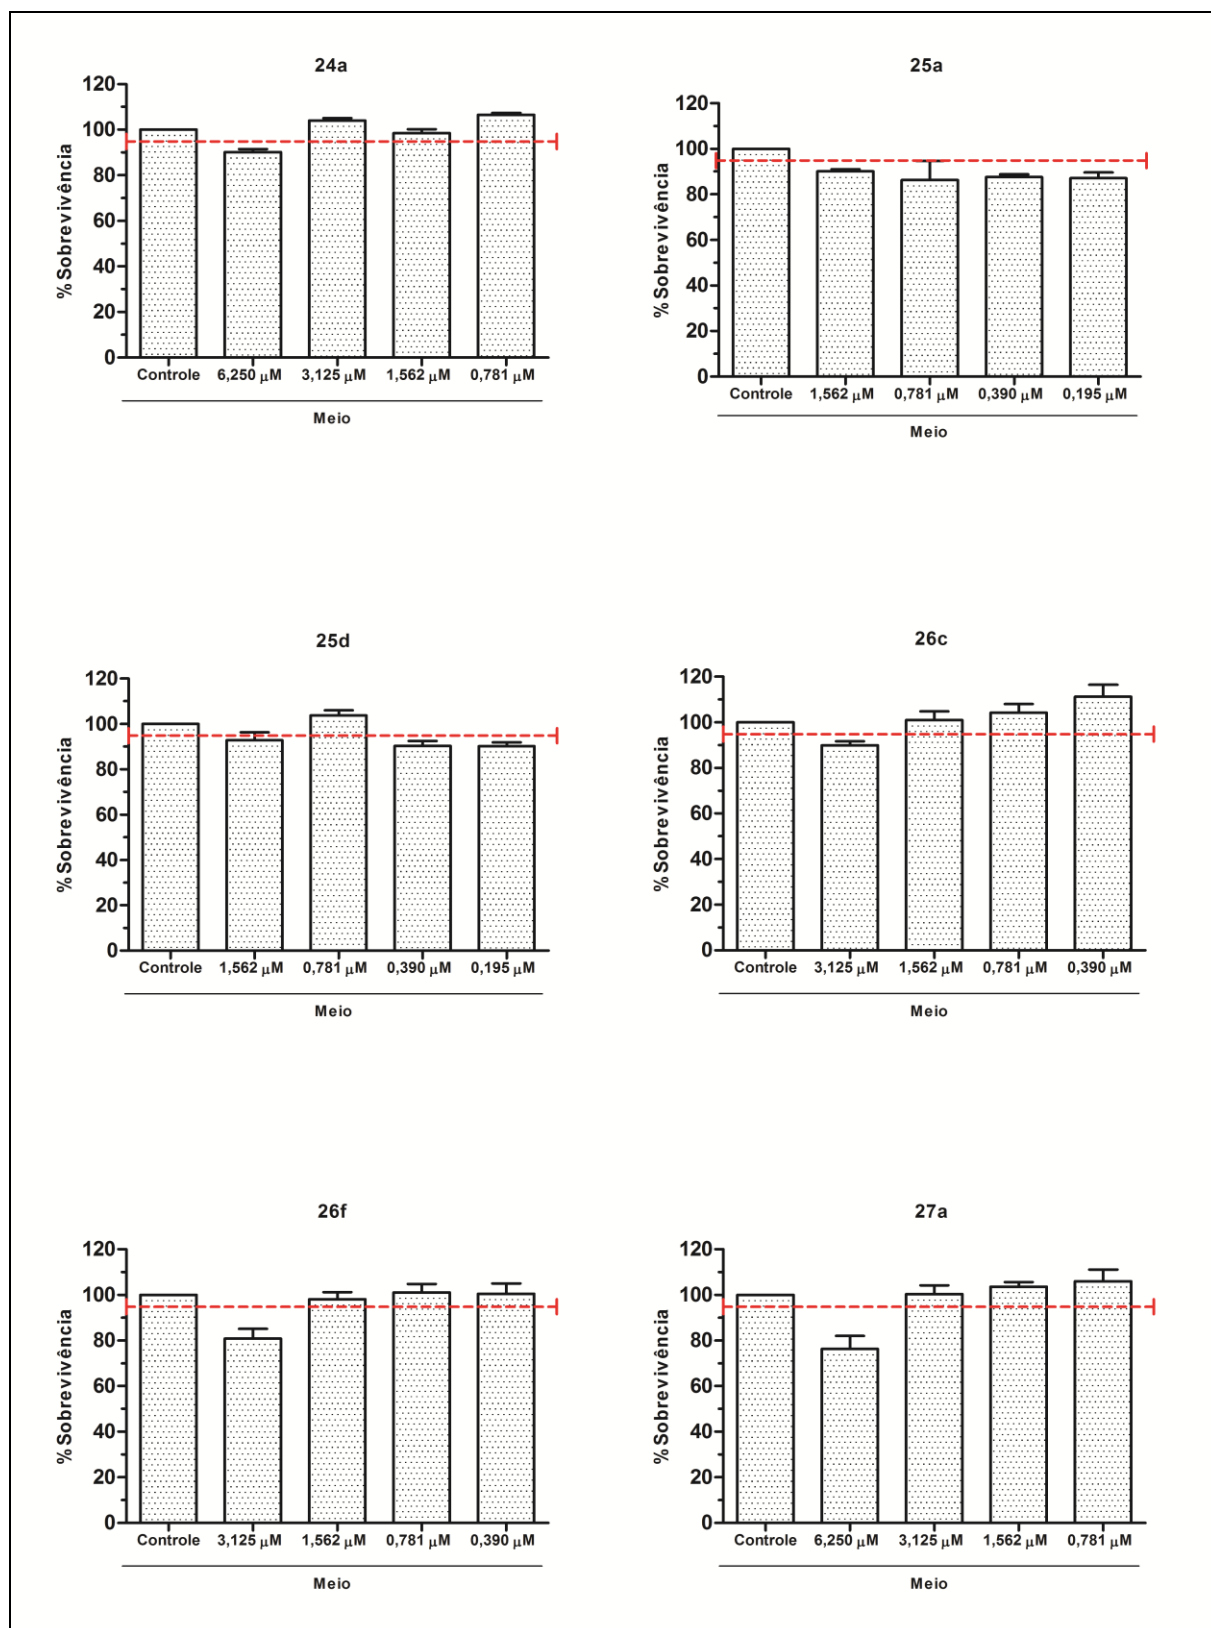 24a
% Sobrevivência
120
100
80
60
40
20
0
Controle 6,250 µM 3,125 µM 1,562 µM 0,781 µM
Meio
25a
% Sobrevivência
120
100
80
60
40
20
0
Controle 1,562 µM 0,781 µM 0,390 µM 0,195 µM
Meio
25d
% Sobrevivência
120
100
80
60
40
20
0
Controle 1,562 µM 0,781 µM 0,390 µM 0,195 µM
Meio
26c
% Sobrevivência
120
100
80
60
40
20
0
Controle 3,125 µM 1,562 µM 0,781 µM 0,390 µM
Meio
26f
% Sobrevivência
120
100
80
60
40
20
0
Controle 3,125 µM 1,562 µM 0,781 µM 0,390 µM
Meio
27a
% Sobrevivência
120
100
80
60
40
20
0
Controle 6,250 µM 3,125 µM 1,562 µM 0,781 µM
Meio